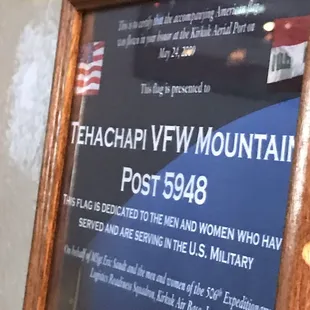 This is to certify that the accompanying American flag
was flown in your honor at the Kirkuk Aerial Port on
May 24, 2009
This flag is presented to
TEHACHAPI VFW MOUNTAIN
POST 5948
THIS FLAG IS DEDICATED TO THE MEN AND WOMEN WHO HAV
SERVED AND ARE SERVING IN THE U.S. MILITARY
On behalf of MSgt Eric and the men and women of the 506th Expedition
Logistics Readiness Squadron, Kirkuk Air Base